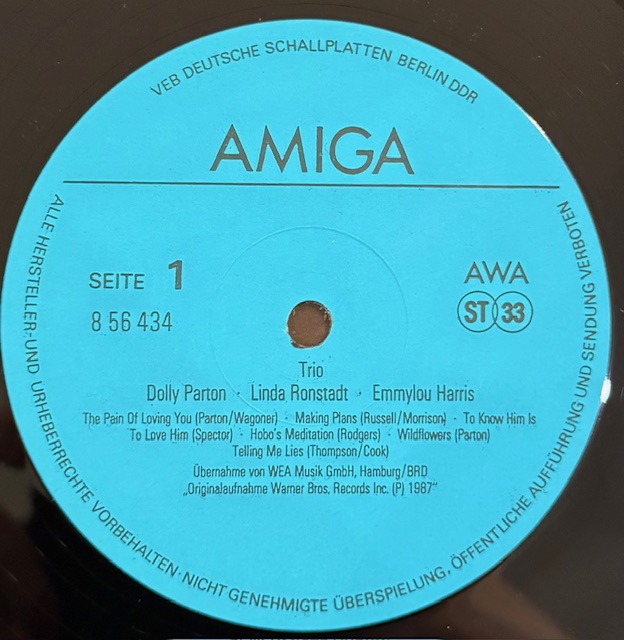 VEB DEUTSCHE SCHALLPLATTEN BERLIN DDR
AMIGA
SEITE 1
8 56 434
AWA
ST 33
Trio
Dolly Parton · Linda Ronstadt · Emmylou Harris
The Pain Of Loving You (Parton/Wagoner) · Making Plans (Russell/Morrison) · To Know Him Is
To Love Him (Spector) · Hobo's Meditation (Rodgers) · Wildflowers (Parton)
Telling Me Lies (Thompson/Cook)
Übernahme von WEA Musik GmbH, Hamburg/BRD
„Originalaufnahme Warner Bros. Records Inc. (P) 1987"
ALLE HERSTELLER- UND URHEBERRECHTE VORBEHALTEN · NICHT GENEHMIGTE ÜBERSPIELUNG, ÖFFENTLICHE AUFFÜHRUNG UND SENDUNG VERBOTEN